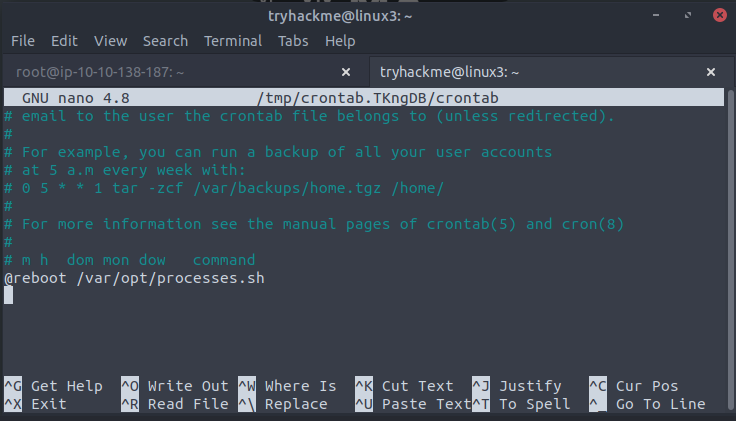 tryhackme@linux3: ~
File Edit View Search Terminal Tabs Help
root@ip-10-10-138-187: ~ × tryhackme@linux3: ~ ×
GNU nano 4.8 /tmp/crontab.TKngDB/crontab
# email to the user the crontab file belongs to (unless redirected).
#
# For example, you can run a backup of all your user accounts
# at 5 a.m every week with:
# 0 5 * * 1 tar -zcf /var/backups/home.tgz /home/
#
# For more information see the manual pages of crontab(5) and cron(8)
#
# m h  dom mon dow   command
@reboot /var/opt/processes.sh
^G Get Help ^O Write Out ^W Where Is ^K Cut Text ^J Justify ^C Cur Pos
^X Exit ^R Read File ^\ Replace ^U Paste Text ^T To Spell ^_ Go To Line